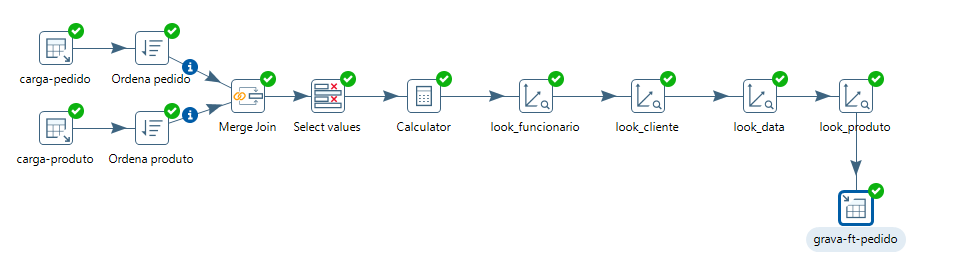 carga-pedido
Ordena pedido
carga-produto
Ordena produto
Merge Join
Select values
Calculator
look_funcionario
look_cliente
look_data
look_produto
grava-ft-pedido